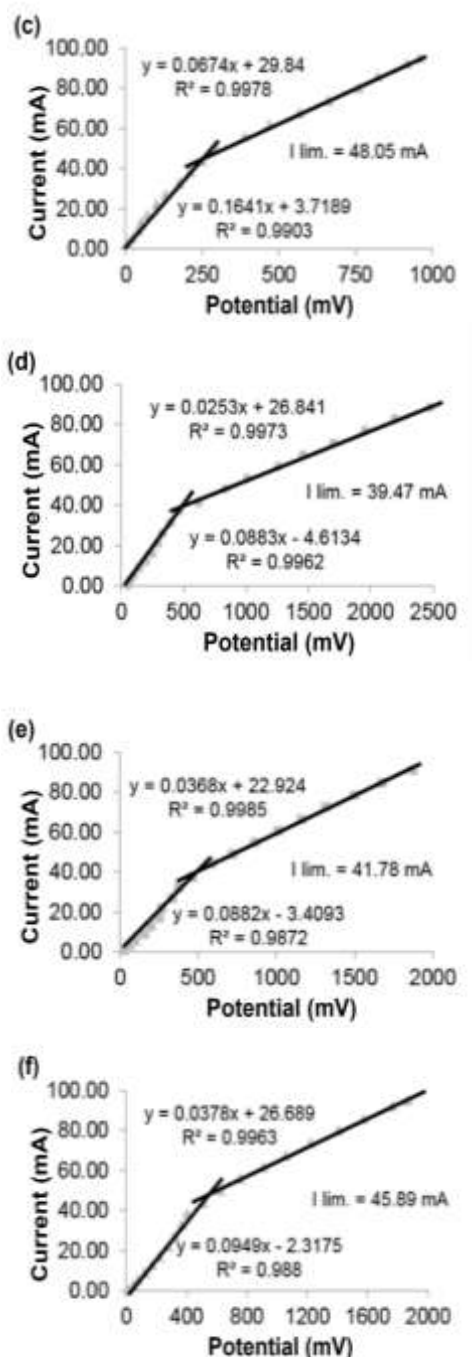 (c)
100.00
80.00
60.00
40.00
20.00
0.00
Current (mA)
y = 0.0674x + 29.84
R² = 0.9978
I lim. = 48.05 mA
y = 0.1641x + 3.7189
R² = 0.9903
0 250 500 750 1000
Potential (mV)
(d)
100.00
80.00
60.00
40.00
20.00
0.00
Current (mA)
y = 0.0253x + 26.841
R² = 0.9973
I lim. = 39.47 mA
y = 0.0883x - 4.6134
R² = 0.9962
0 500 1000 1500 2000 2500
Potential (mV)
(e)
100.00
80.00
60.00
40.00
20.00
0.00
Current (mA)
y = 0.0368x + 22.924
R² = 0.9985
I lim. = 41.78 mA
y = 0.0882x - 3.4093
R² = 0.9872
0 500 1000 1500 2000
Potential (mV)
(f)
100.00
80.00
60.00
40.00
20.00
0.00
Current (mA)
y = 0.0378x + 26.689
R² = 0.9963
I lim. = 45.89 mA
y = 0.0949x - 2.3175
R² = 0.988
0 400 800 1200 1600 2000
Potential (mV)